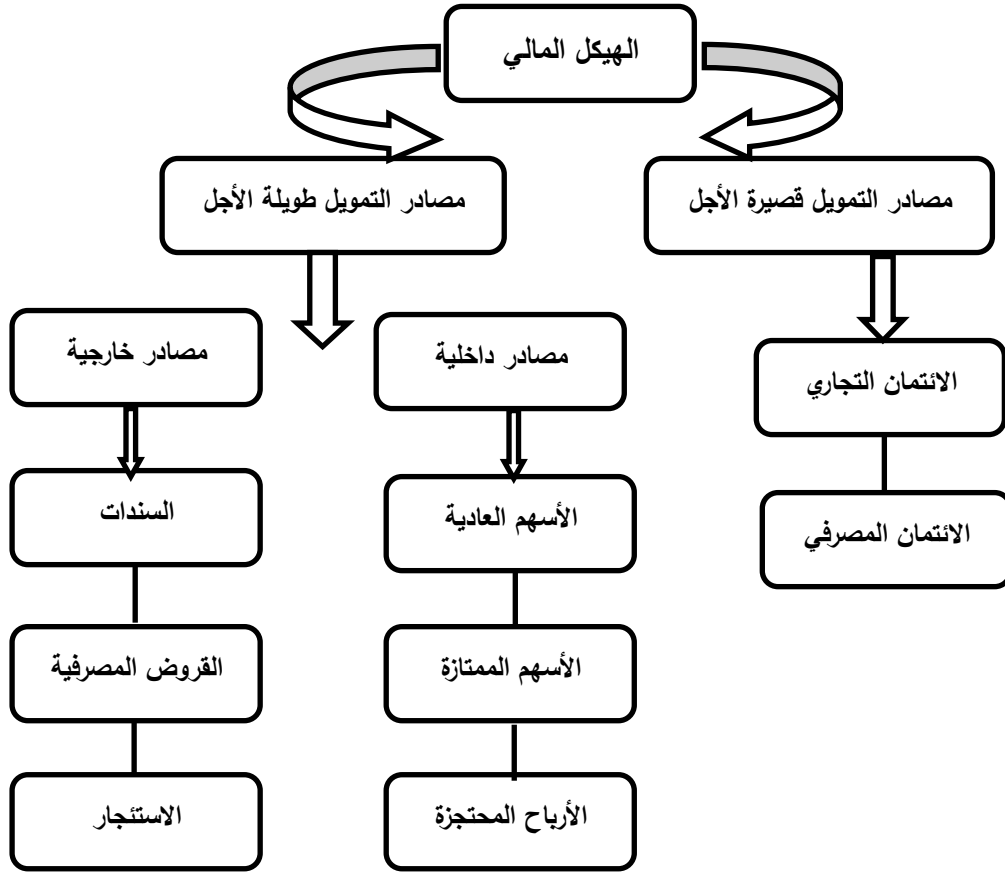 الهيكل المالي
مصادر التمويل قصيرة الأجل
مصادر التمويل طويلة الأجل
الائتمان التجاري
الائتمان المصرفي
مصادر داخلية
الأسهم العادية
الأسهم الممتازة
الأرباح المحتجزة
مصادر خارجية
السندات
القروض المصرفية
الاستئجار